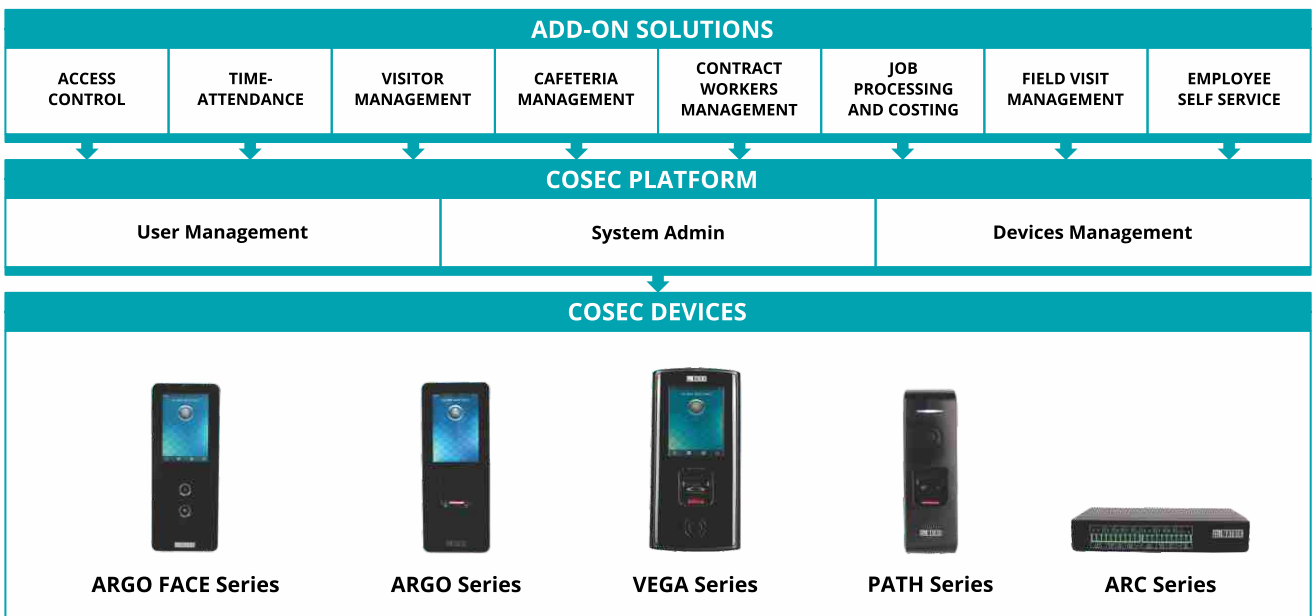 ADD-ON SOLUTIONS
ACCESS
CONTROL
TIME-
ATTENDANCE
VISITOR
MANAGEMENT
CAFETERIA
MANAGEMENT
CONTRACT
WORKERS
MANAGEMENT
JOB
PROCESSING
AND COSTING
FIELD VISIT
MANAGEMENT
EMPLOYEE
SELF SERVICE
COSEC PLATFORM
User Management
System Admin
Devices Management
COSEC DEVICES
ARGO FACE Series
ARGO Series
VEGA Series
PATH Series
ARC Series